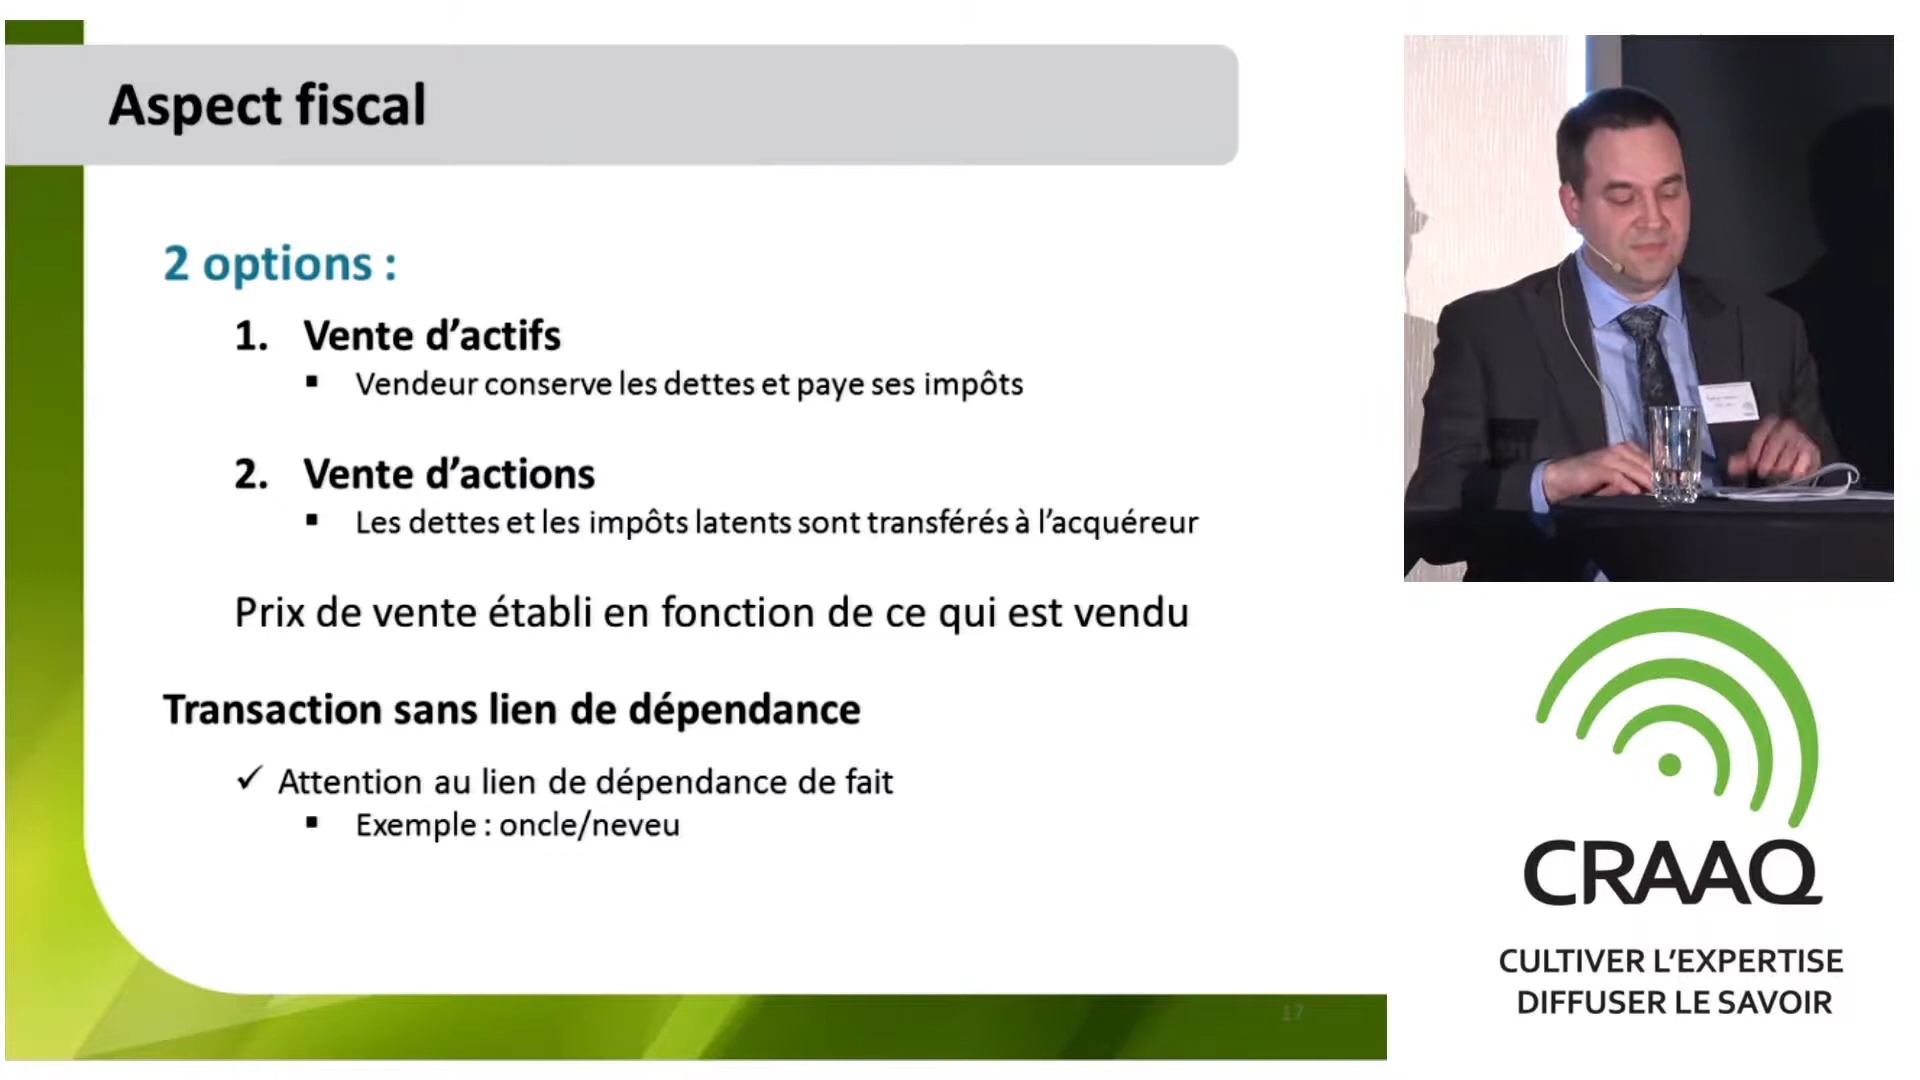 Aspect fiscal
2 options :
1. Vente d’actifs
▪ Vendeur conserve les dettes et paye ses impôts
2. Vente d’actions
▪ Les dettes et les impôts latents sont transférés à l’acquéreur
Prix de vente établi en fonction de ce qui est vendu
Transaction sans lien de dépendance
✓ Attention au lien de dépendance de fait
▪ Exemple : oncle/neveu
17
CRAAQ
CULTIVER L’EXPERTISE
DIFFUSER LE SAVOIR